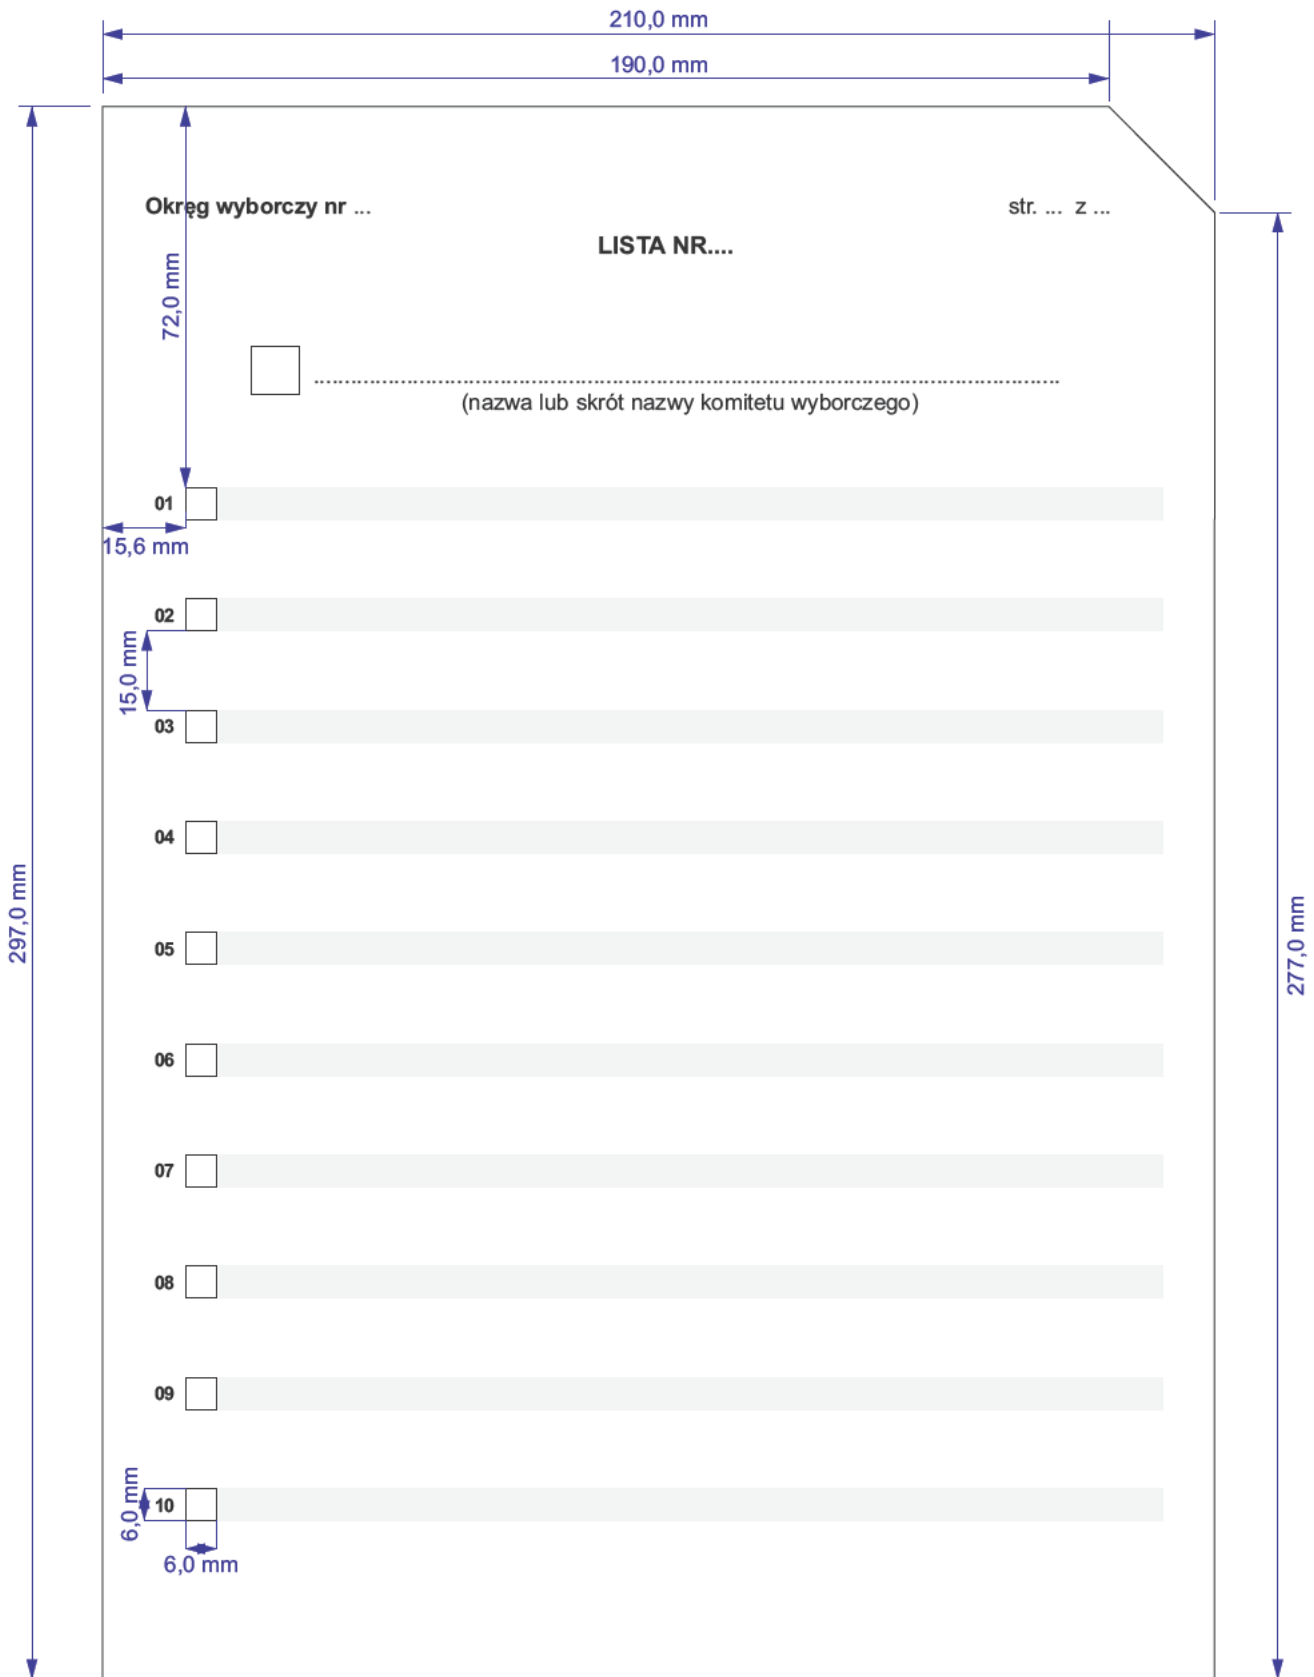 210,0 mm
190,0 mm
Okręg wyborczy nr ...
str. ... z ...
LISTA NR....
72,0 mm
............................................................................................................................
(nazwa lub skrót nazwy komitetu wyborczego)
01
15,6 mm
02
15,0 mm
03
04
297,0 mm
277,0 mm
05
06
07
08
09
10
6,0 mm
6,0 mm